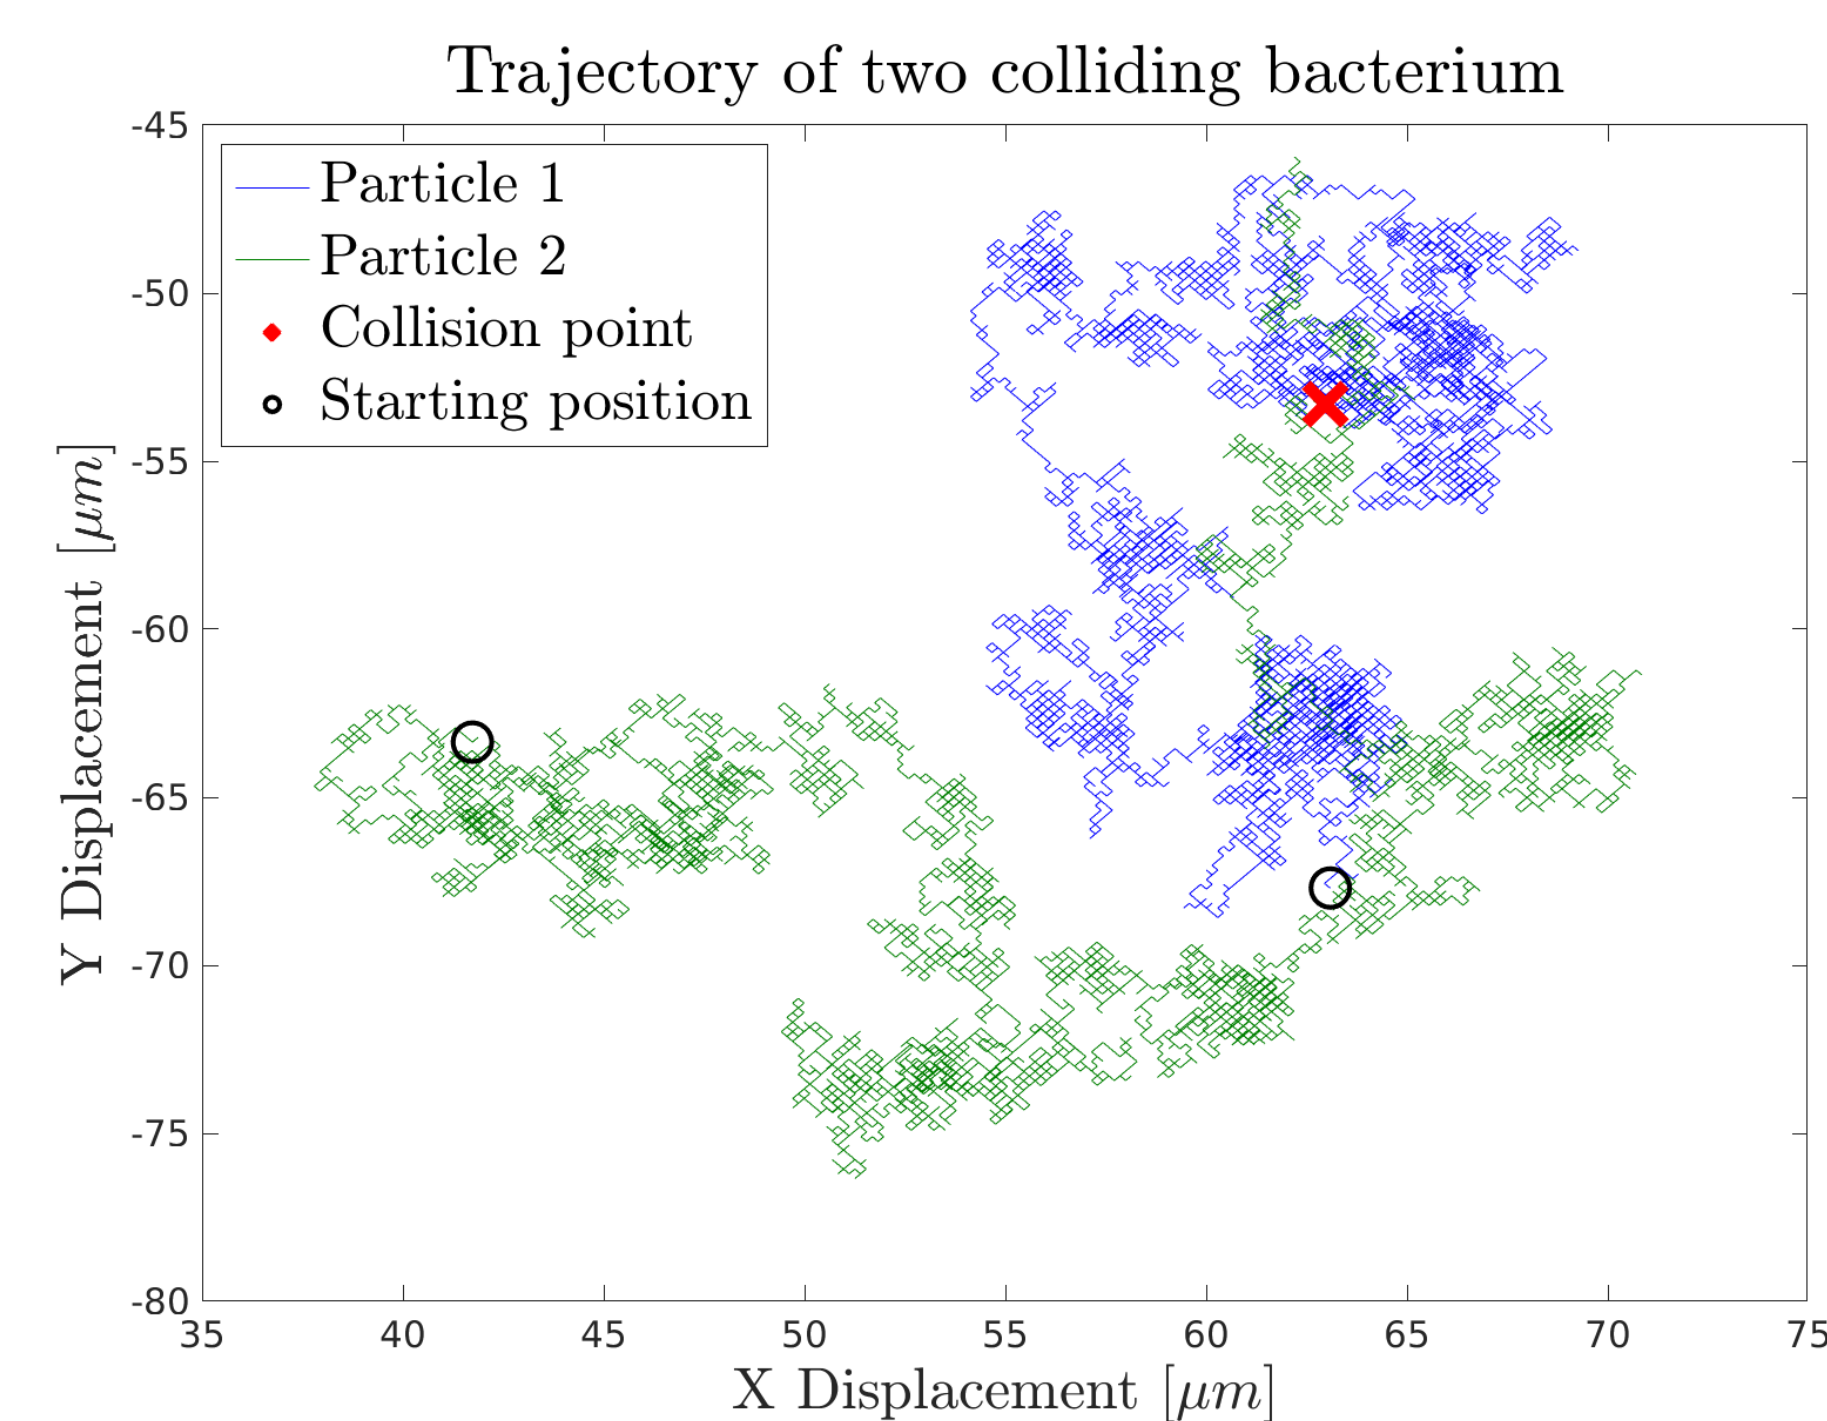 Trajectory of two colliding bacterium
Particle 1
Particle 2
Collision point
Starting position
-45
-50
-55
-60
-65
-70
-75
-80
Y Displacement [μm]
35 40 45 50 55 60 65 70 75
X Displacement [μm]